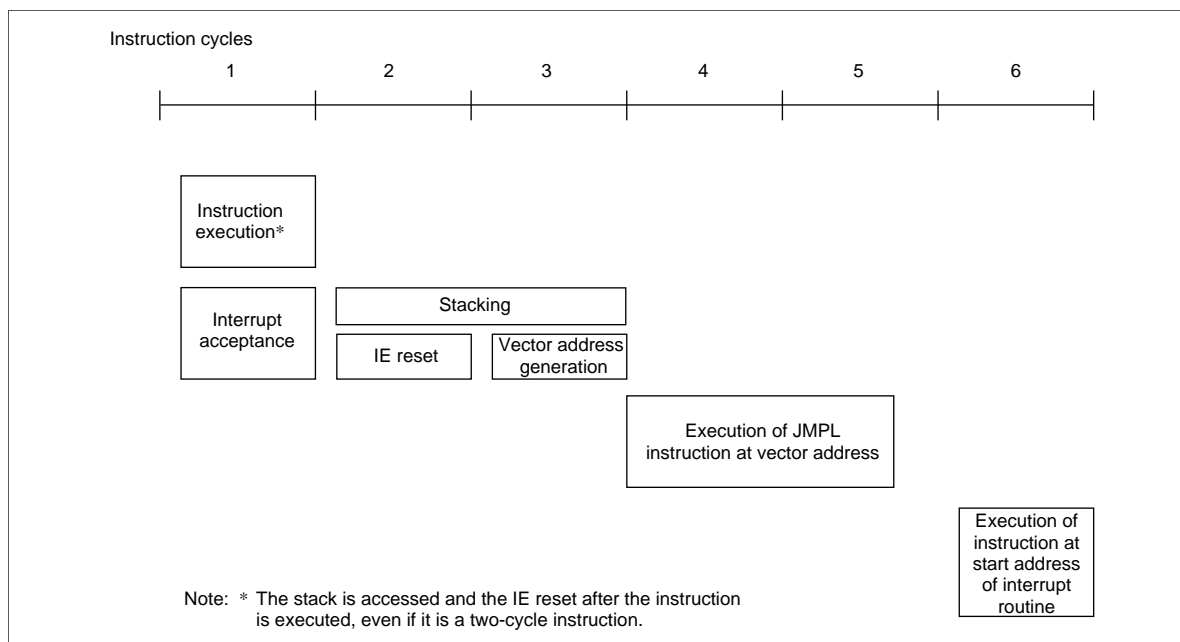 Instruction cycles
1 2 3 4 5 6
Instruction
execution*
Interrupt
acceptance
Stacking
IE reset
Vector address
generation
Execution of JMPL
instruction at vector address
Execution of
instruction at
start address
of interrupt
routine
Note: * The stack is accessed and the IE reset after the instruction
is executed, even if it is a two-cycle instruction.